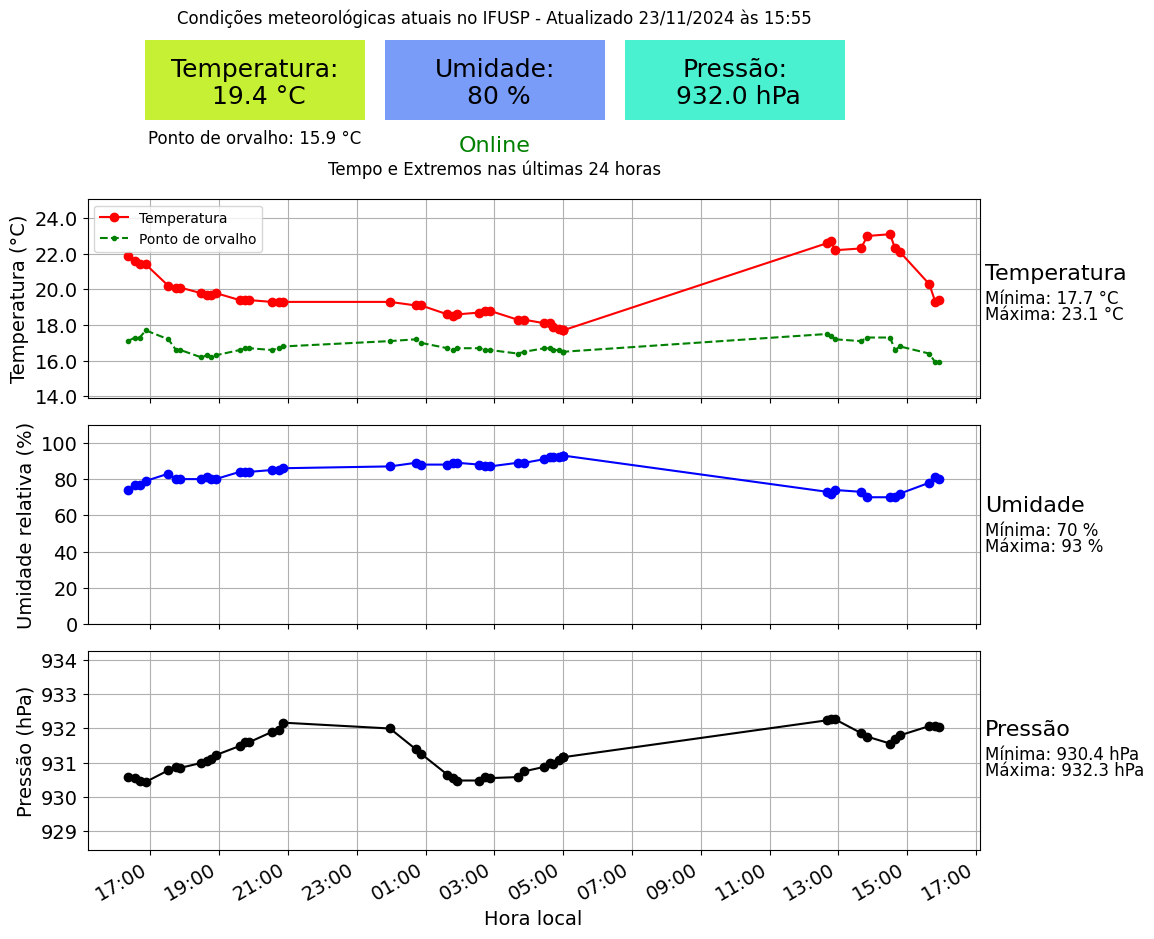 Condições meteorológicas atuais no IFUSP - Atualizado 23/11/2024 às 15:55
Temperatura:
19.4 °C
Umidade:
80 %
Pressão:
932.0 hPa
Ponto de orvalho: 15.9 °C
Online
Tempo e Extremos nas últimas 24 horas
Temperatura (°C)
24.0
22.0
20.0
18.0
16.0
14.0
Temperatura
Ponto de orvalho
Temperatura
Mínima: 17.7 °C
Máxima: 23.1 °C
Umidade relativa (%)
100
80
60
40
20
0
Umidade
Mínima: 70 %
Máxima: 93 %
Pressão (hPa)
934
933
932
931
930
929
Pressão
Mínima: 930.4 hPa
Máxima: 932.3 hPa
17:00
19:00
21:00
23:00
01:00
03:00
05:00
07:00
09:00
11:00
13:00
15:00
17:00
Hora local